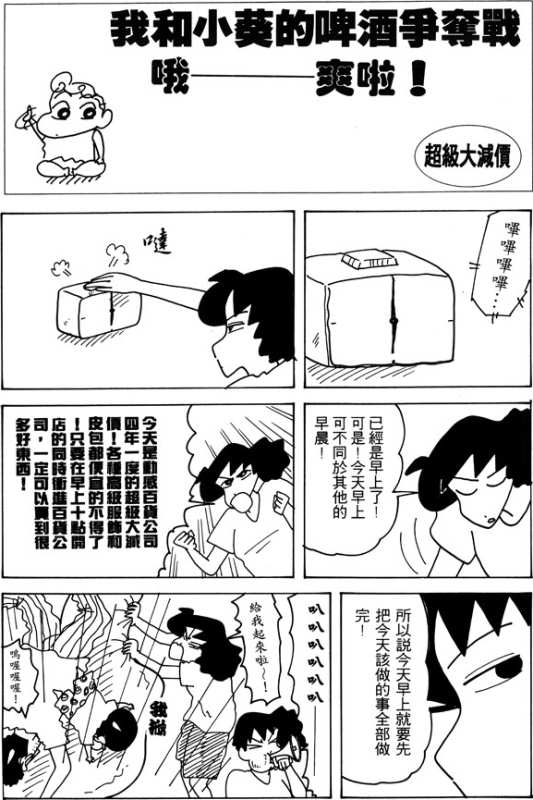 我和小葵的啤酒爭奪戰
哦——爽啦！
超級大減價
嗶
嗶
嗶
嗶
⋯
噠
已經是早上了！
可是！今天早上
可不同於其他的
早晨！
今天是動感百貨公司
四年一度的超級大減
價！各種高級服飾和
皮包都便宜的不得了
！只要在早上十點開
店的同時衝進百貨公
司，一定可以買到很
多好東西！
所以說今天早上就要先
把今天該做的事全部做
完！
叭叭叭叭叭叭
給我起來啦～！
我溢
嗚喔喔喔！